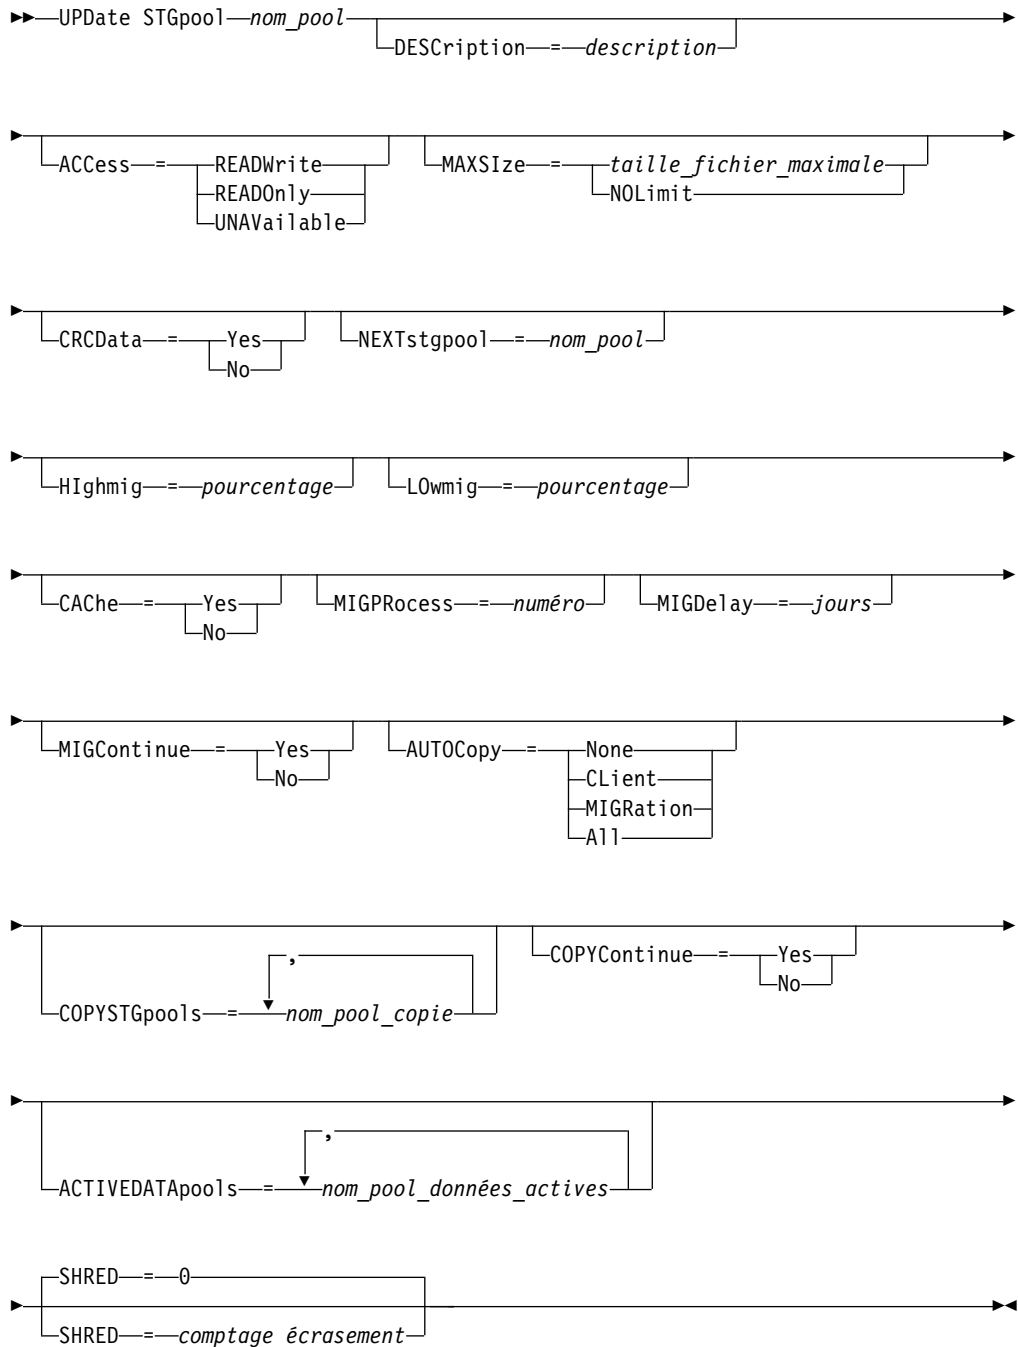 UPDate STGpool nom_pool
DESCription = description
ACCess = READWrite
READOnly
UNAVailable
MAXSIze = taille_fichier_maximale
NOLimit
CRCData = Yes
No
NEXTstgpool = nom_pool
HIghmig = pourcentage
LOwmig = pourcentage
CAChe = Yes
No
MIGPRocess = numéro
MIGDelay = jours
MIGContinue = Yes
No
AUTOCopy = None
CLient
MIGRation
All
,
COPYSTGpools = nom_pool_copie
COPYContinue = Yes
No
,
ACTIVEDATApools = nom_pool_données_actives
SHRED = 0
SHRED = comptage écrasement